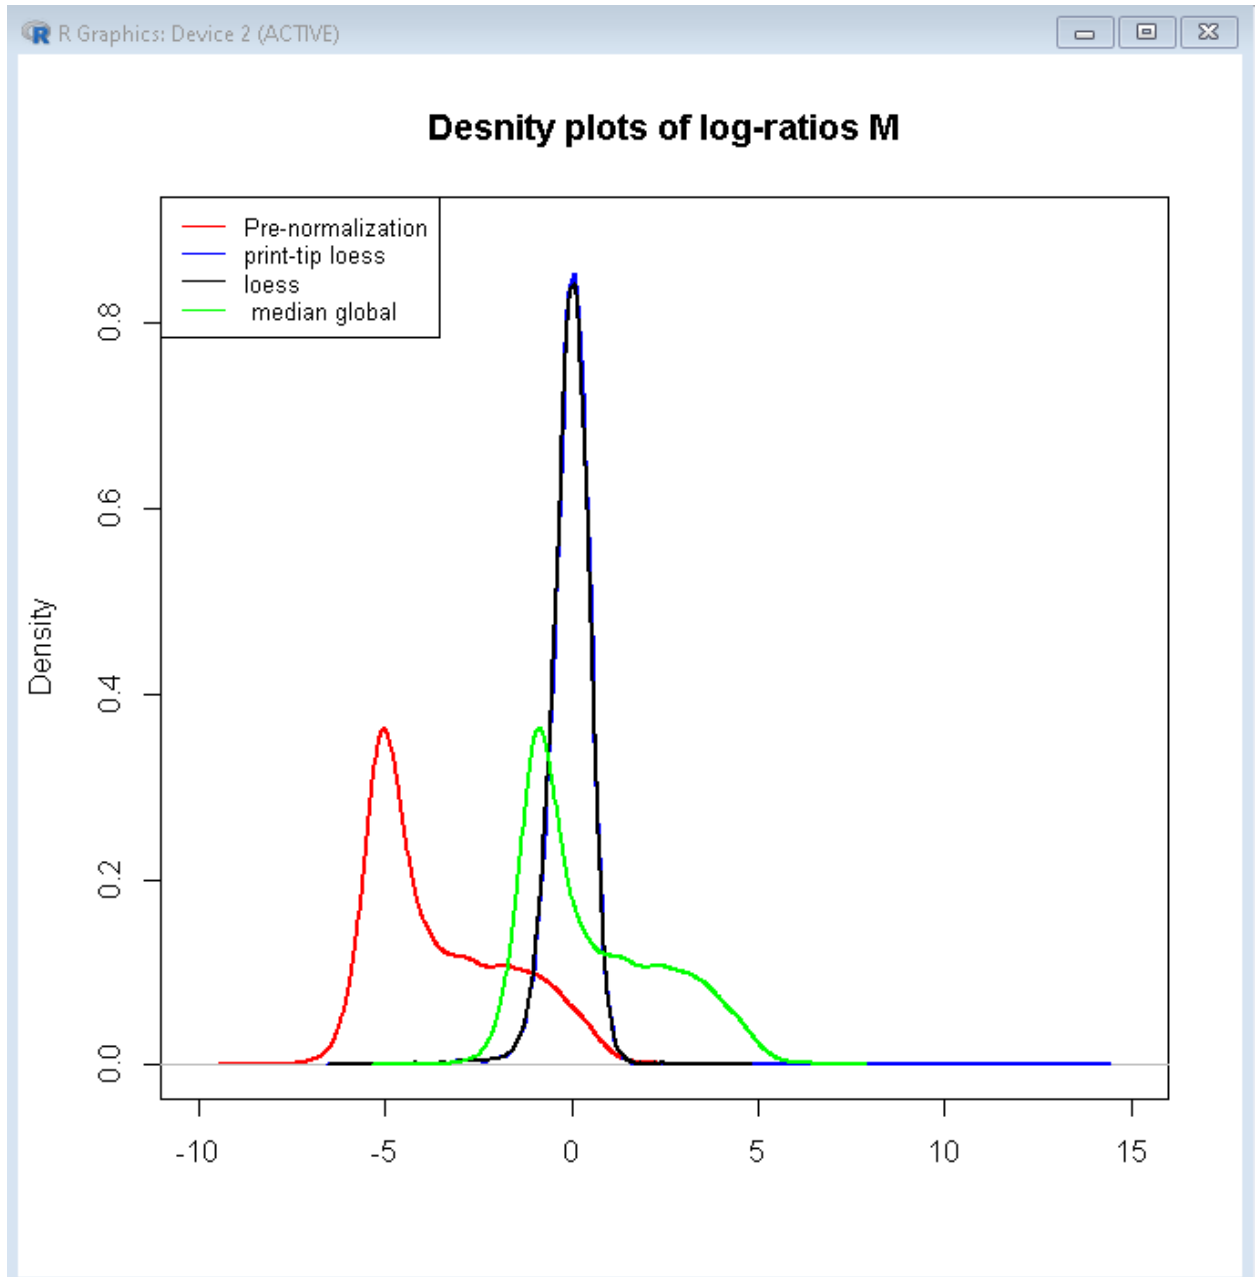 R Graphics: Device 2 (ACTIVE)
Desnity plots of log-ratios M
Pre-normalization
print-tip loess
loess
median global
Density
0.8
0.6
0.4
0.2
0.0
-10 -5 0 5 10 15